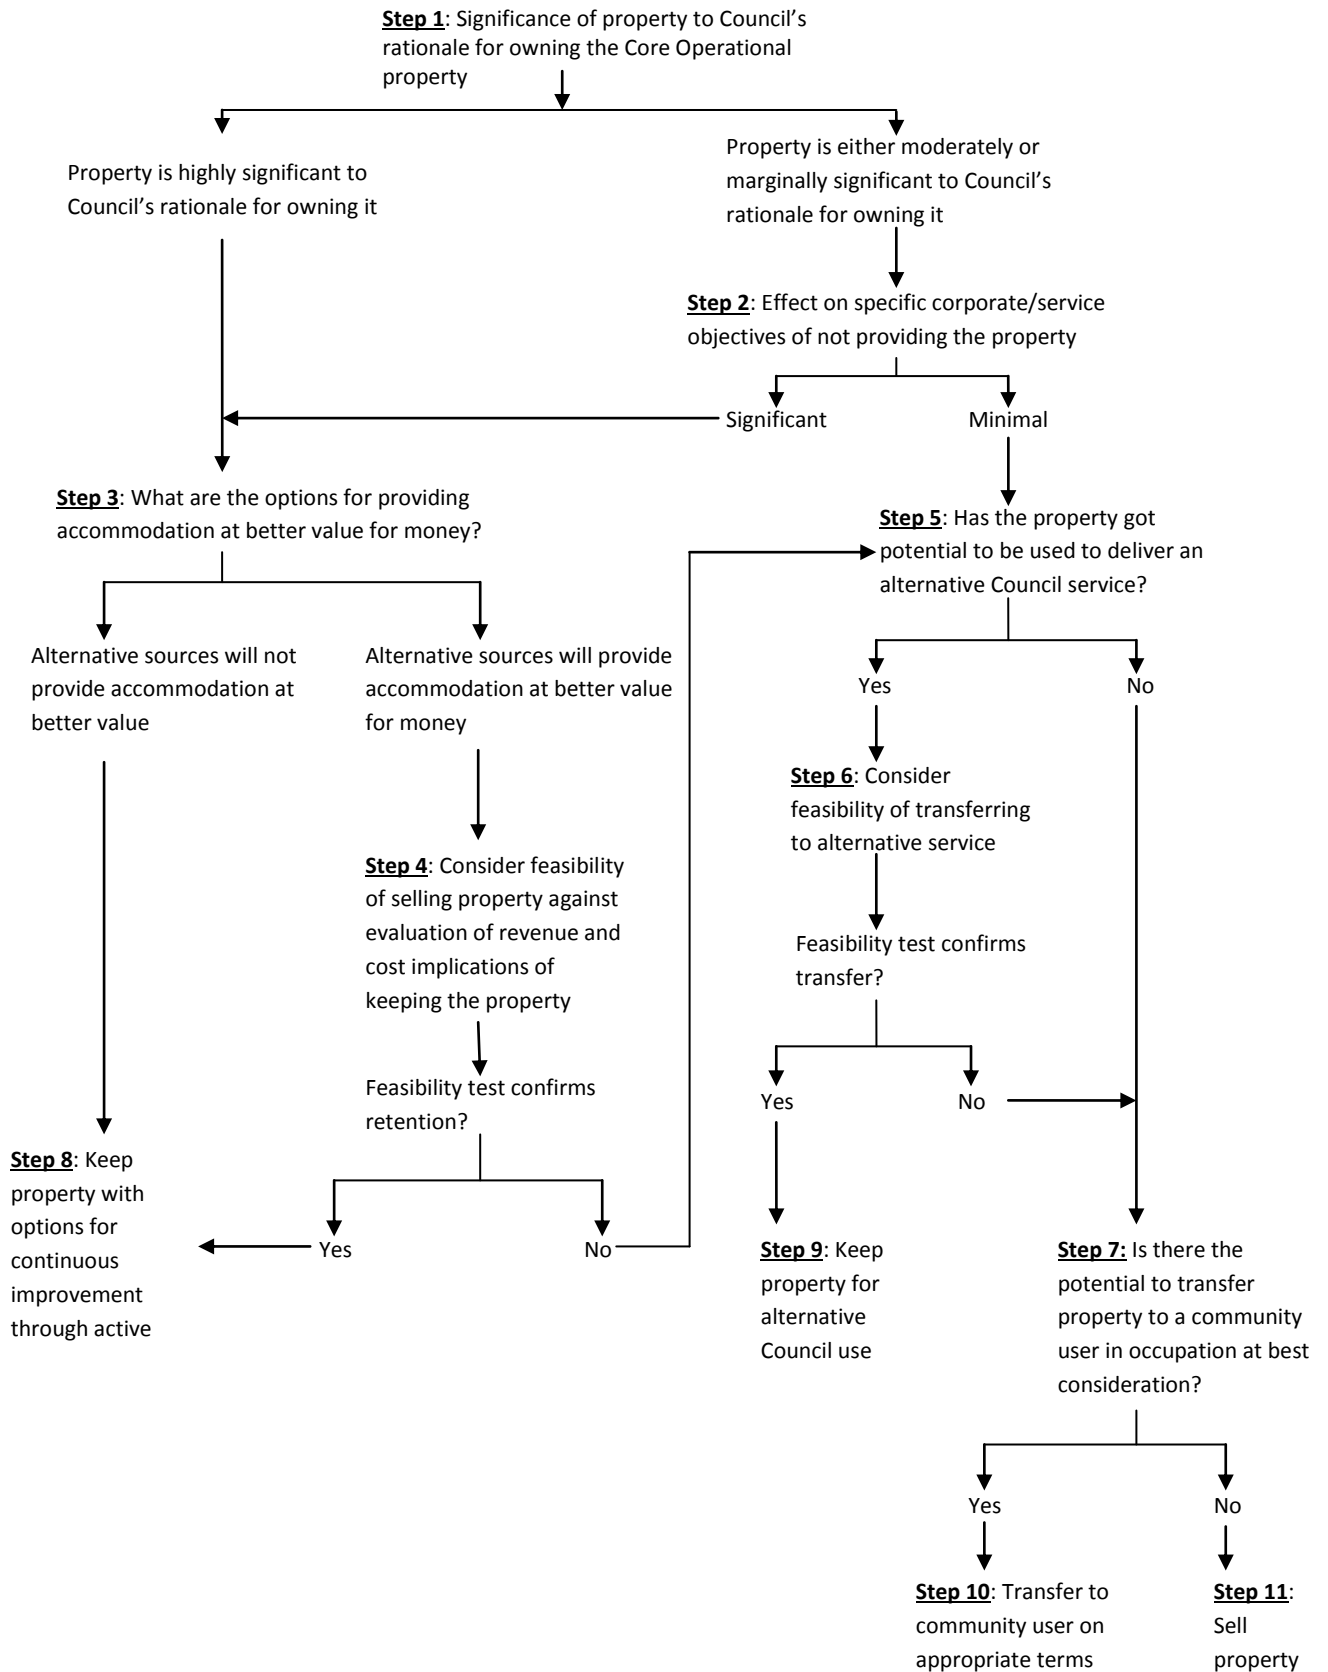 Step 1: Significance of property to Council’s
rationale for owning the Core Operational
property
Property is highly significant to
Council’s rationale for owning it
Property is either moderately or
marginally significant to Council’s
rationale for owning it
Step 2: Effect on specific corporate/service
objectives of not providing the property
Significant
Minimal
Step 3: What are the options for providing
accommodation at better value for money?
Step 5: Has the property got
potential to be used to deliver an
alternative Council service?
Alternative sources will not
provide accommodation at
better value
Alternative sources will provide
accommodation at better value
for money
Yes
No
Step 6: Consider
feasibility of transferring
to alternative service
Step 4: Consider feasibility
of selling property against
evaluation of revenue and
cost implications of
keeping the property
Feasibility test confirms
transfer?
Feasibility test confirms
retention?
Yes
No
Step 8: Keep
property with
options for
continuous
improvement
through active
Yes
No
Step 9: Keep
property for
alternative
Council use
Step 7: Is there the
potential to transfer
property to a community
user in occupation at best
consideration?
Yes
No
Step 10: Transfer to
community user on
appropriate terms
Step 11:
Sell
property